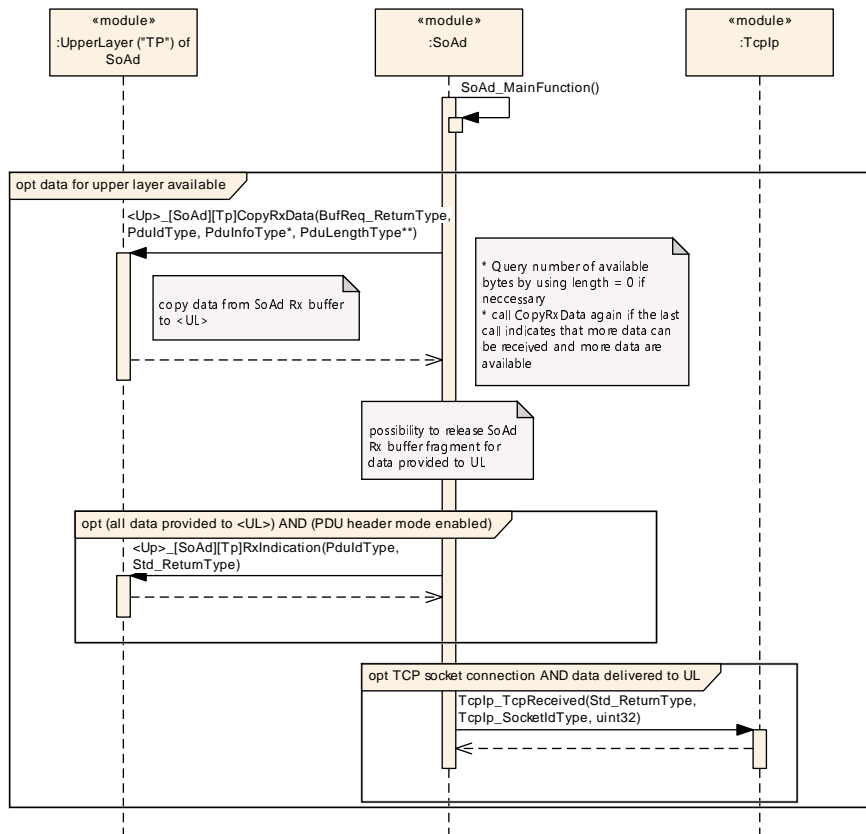 «module»
:UpperLayer ("TP") of
SoAd
«module»
:SoAd
«module»
:TcpIp
SoAd_MainFunction()
opt data for upper layer available
<Up>_[SoAd][Tp]CopyRxData(BufReq_ReturnType,
PduIdType, PduInfoType*, PduLengthType**)
* Query number of available
bytes by using length = 0 if
neccessary
* call CopyRxData again if the last
call indicates that more data can
be received and more data are
available
copy data from SoAd Rx buffer
to <UL>
possibility to release SoAd
Rx buffer fragment for
data provided to UL
opt (all data provided to <UL>) AND (PDU header mode enabled)
<Up>_[SoAd][Tp]RxIndication(PduIdType,
Std_ReturnType)
opt TCP socket connection AND data delivered to UL
TcpIp_TcpReceived(Std_ReturnType,
TcpIp_SocketIdType, uint32)